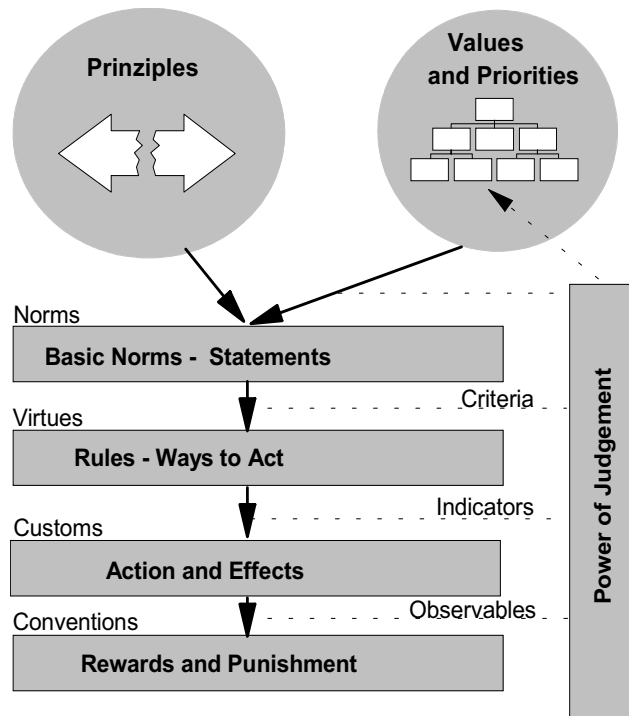 Prinziples
Values
and Priorities
Norms
Basic Norms - Statements
Criteria
Virtues
Rules - Ways to Act
Indicators
Customs
Action and Effects
Observables
Conventions
Rewards and Punishment
Power of Judgement